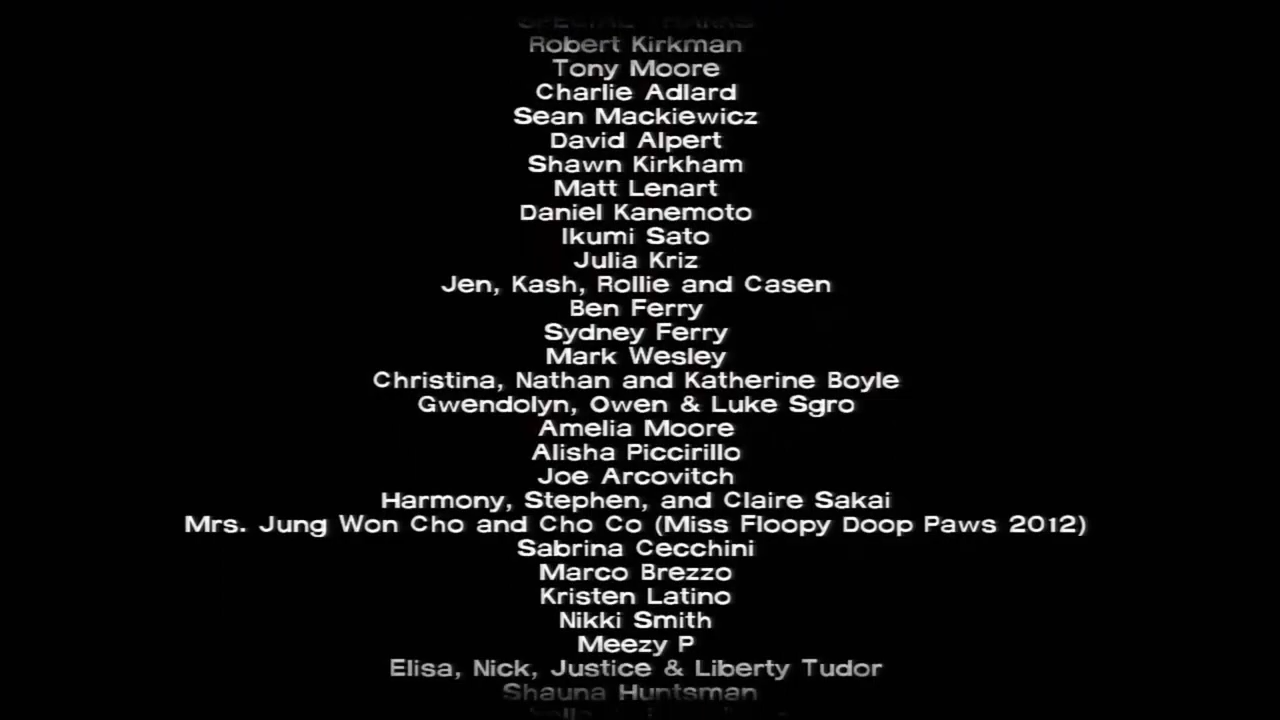 SPECIAL THANKS
Robert Kirkman
Tony Moore
Charlie Adlard
Sean Mackiewicz
David Alpert
Shawn Kirkham
Matt Lenart
Daniel Kanemoto
Ikumi Sato
Julia Kriz
Jen, Kash, Rollie and Casen
Ben Ferry
Sydney Ferry
Mark Wesley
Christina, Nathan and Katherine Boyle
Gwendolyn, Owen & Luke Sgro
Amelia Moore
Alisha Piccirillo
Joe Arcovitch
Harmony, Stephen, and Claire Sakai
Mrs. Jung Won Cho and Cho Co (Miss Floopy Doop Paws 2012)
Sabrina Cecchini
Marco Brezzo
Kristen Latino
Nikki Smith
Meezy P
Elisa, Nick, Justice & Liberty Tudor
Shauna Huntsman